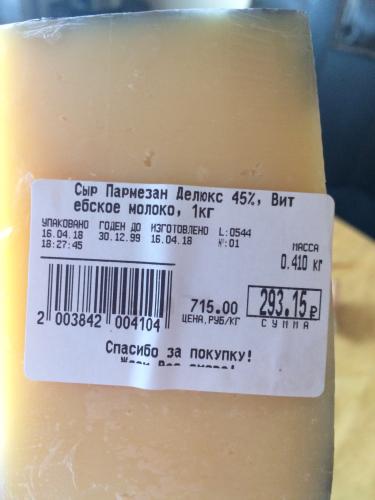 Сыр Пармезан Делюкс 45%, Вит
ебское молоко, 1кг
УПАКОВАНО ГОДЕН ДО ИЗГОТОВЛЕНО L:0544
16.04.18 30.12.99 16.04.18 №:01
18:27:45
МАССА
0.410 кг
715.00 293.15₽
ЦЕНА,РУБ/КГ СУММА
2 003842 004104
Спасибо за покупку!